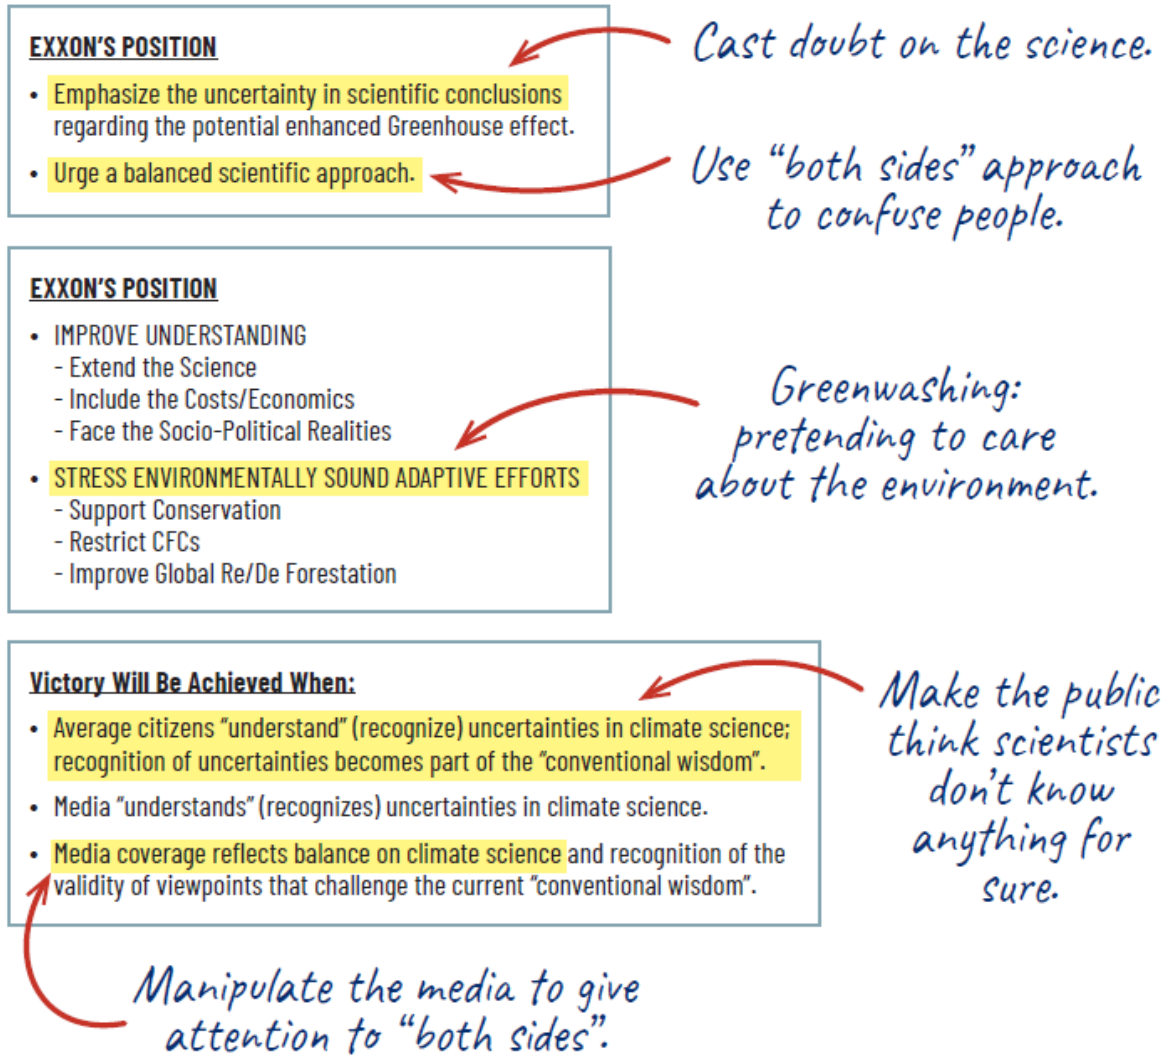 EXXON'S POSITION
• Emphasize the uncertainty in scientific conclusions
regarding the potential enhanced Greenhouse effect.
• Urge a balanced scientific approach.
Cast doubt on the science.
Use "both sides" approach
to confuse people.
EXXON'S POSITION
• IMPROVE UNDERSTANDING
- Extend the Science
- Include the Costs/Economics
- Face the Socio-Political Realities
• STRESS ENVIRONMENTALLY SOUND ADAPTIVE EFFORTS
- Support Conservation
- Restrict CFCs
- Improve Global Re/De Forestation
Greenwashing:
pretending to care
about the environment.
Victory Will Be Achieved When:
• Average citizens "understand" (recognize) uncertainties in climate science;
recognition of uncertainties becomes part of the "conventional wisdom".
• Media "understands" (recognizes) uncertainties in climate science.
• Media coverage reflects balance on climate science and recognition of the
validity of viewpoints that challenge the current "conventional wisdom".
Make the public
think scientists
don't know
anything for
sure.
Manipulate the media to give
attention to "both sides".